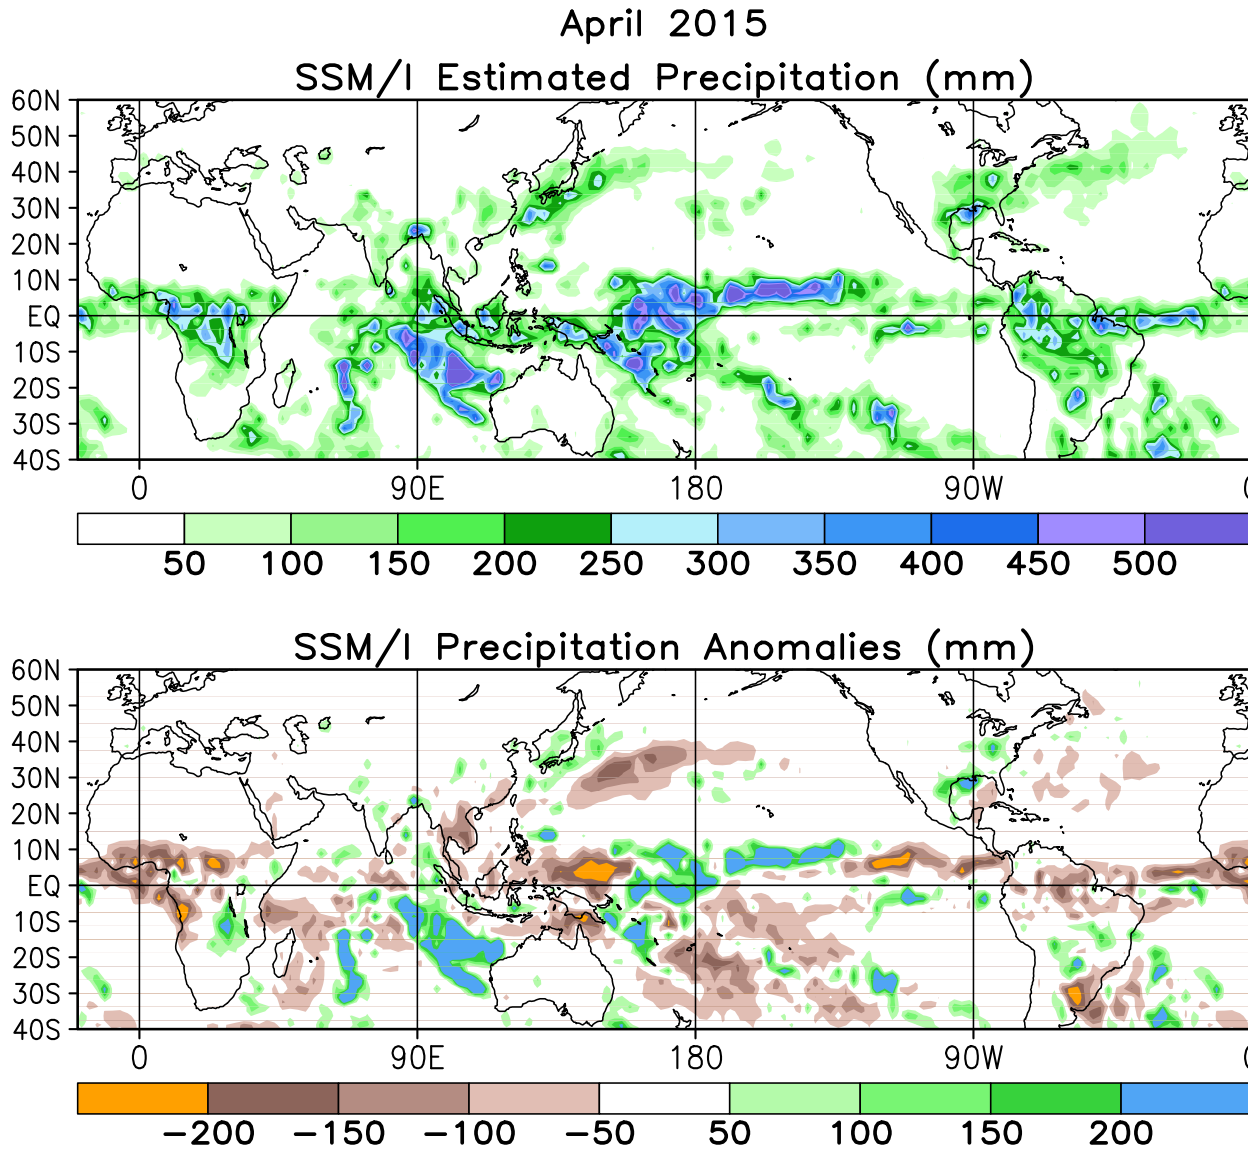 April 2015
SSM/I Estimated Precipitation (mm)
60N
50N
40N
30N
20N
10N
EQ
10S
20S
30S
40S
0 90E 180 90W 0
50 100 150 200 250 300 350 400 450 500
SSM/I Precipitation Anomalies (mm)
60N
50N
40N
30N
20N
10N
EQ
10S
20S
30S
40S
0 90E 180 90W 0
−200 −150 −100 −50 50 100 150 200